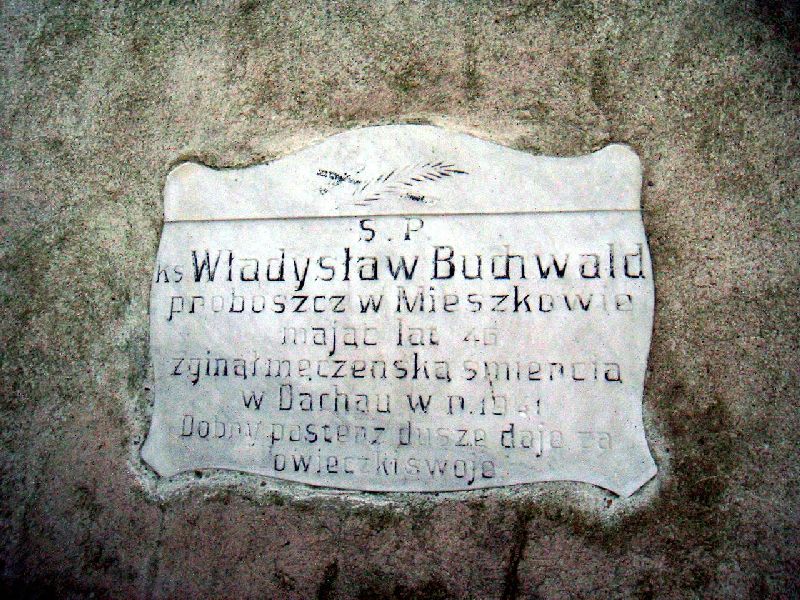 Ś. P.
ks Władysław Buchwald
proboszcz w Mieszkowie
mając lat 46
zginął męczeńską śmiercią
w Dachau w r. 1941
Dobry pasterz duszę daje za
owieczki swoje